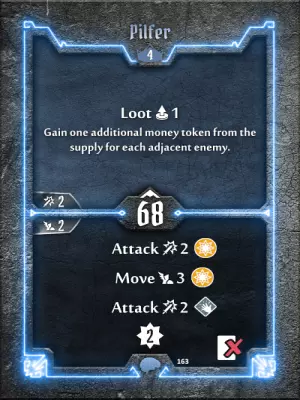 Pilfer
4
Loot 1
Gain one additional money token from the
supply for each adjacent enemy.
2
68
2
Attack 2
Move 3
Attack 2
2
163